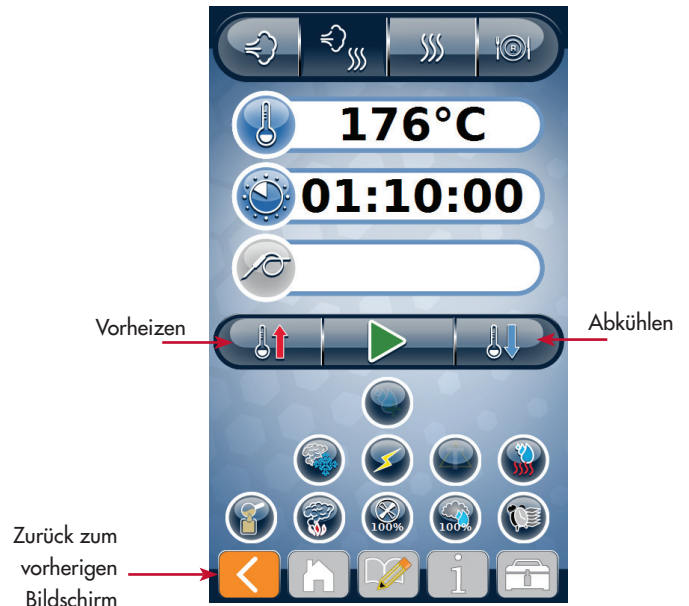 R
176°C
01:10:00
Vorheizen
Abkühlen
100%
100%
Zurück zum
vorherigen
Bildschirm
i